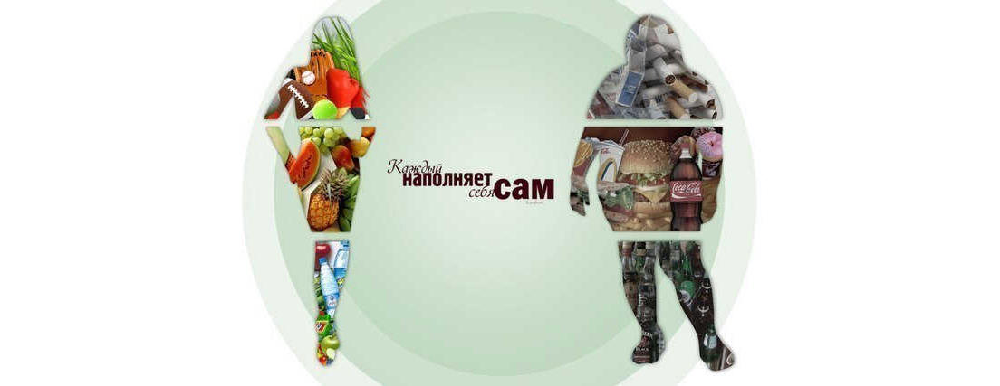 Каждый
наполняет
себя сам
Coca-Cola